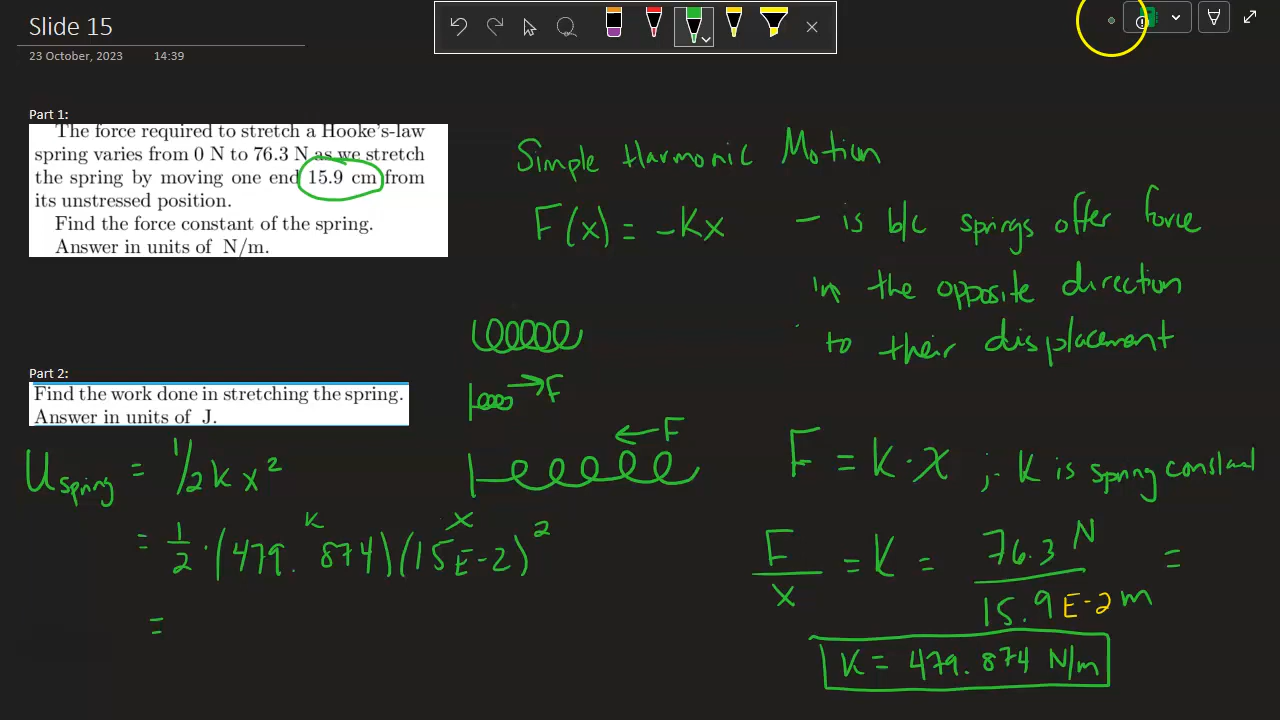 Slide 15
23 October, 2023 14:39
Part 1:
The force required to stretch a Hooke's-law
spring varies from 0 N to 76.3 N as we stretch
the spring by moving one end 15.9 cm from
its unstressed position.
Find the force constant of the spring.
Answer in units of N/m.
Simple Harmonic Motion
F(x) = -Kx
- is b/c springs offer force
in the opposite direction
to their displacement
F
F
Part 2:
Find the work done in stretching the spring.
Answer in units of J.
U spring = 1/2 k x²
K x
= 1/2 · (479.874)(15E-2)²
=
F = K · x ; K is spring constant
F/x = K = 76.3 N / 15.9E-2 m =
K = 479.874 N/m